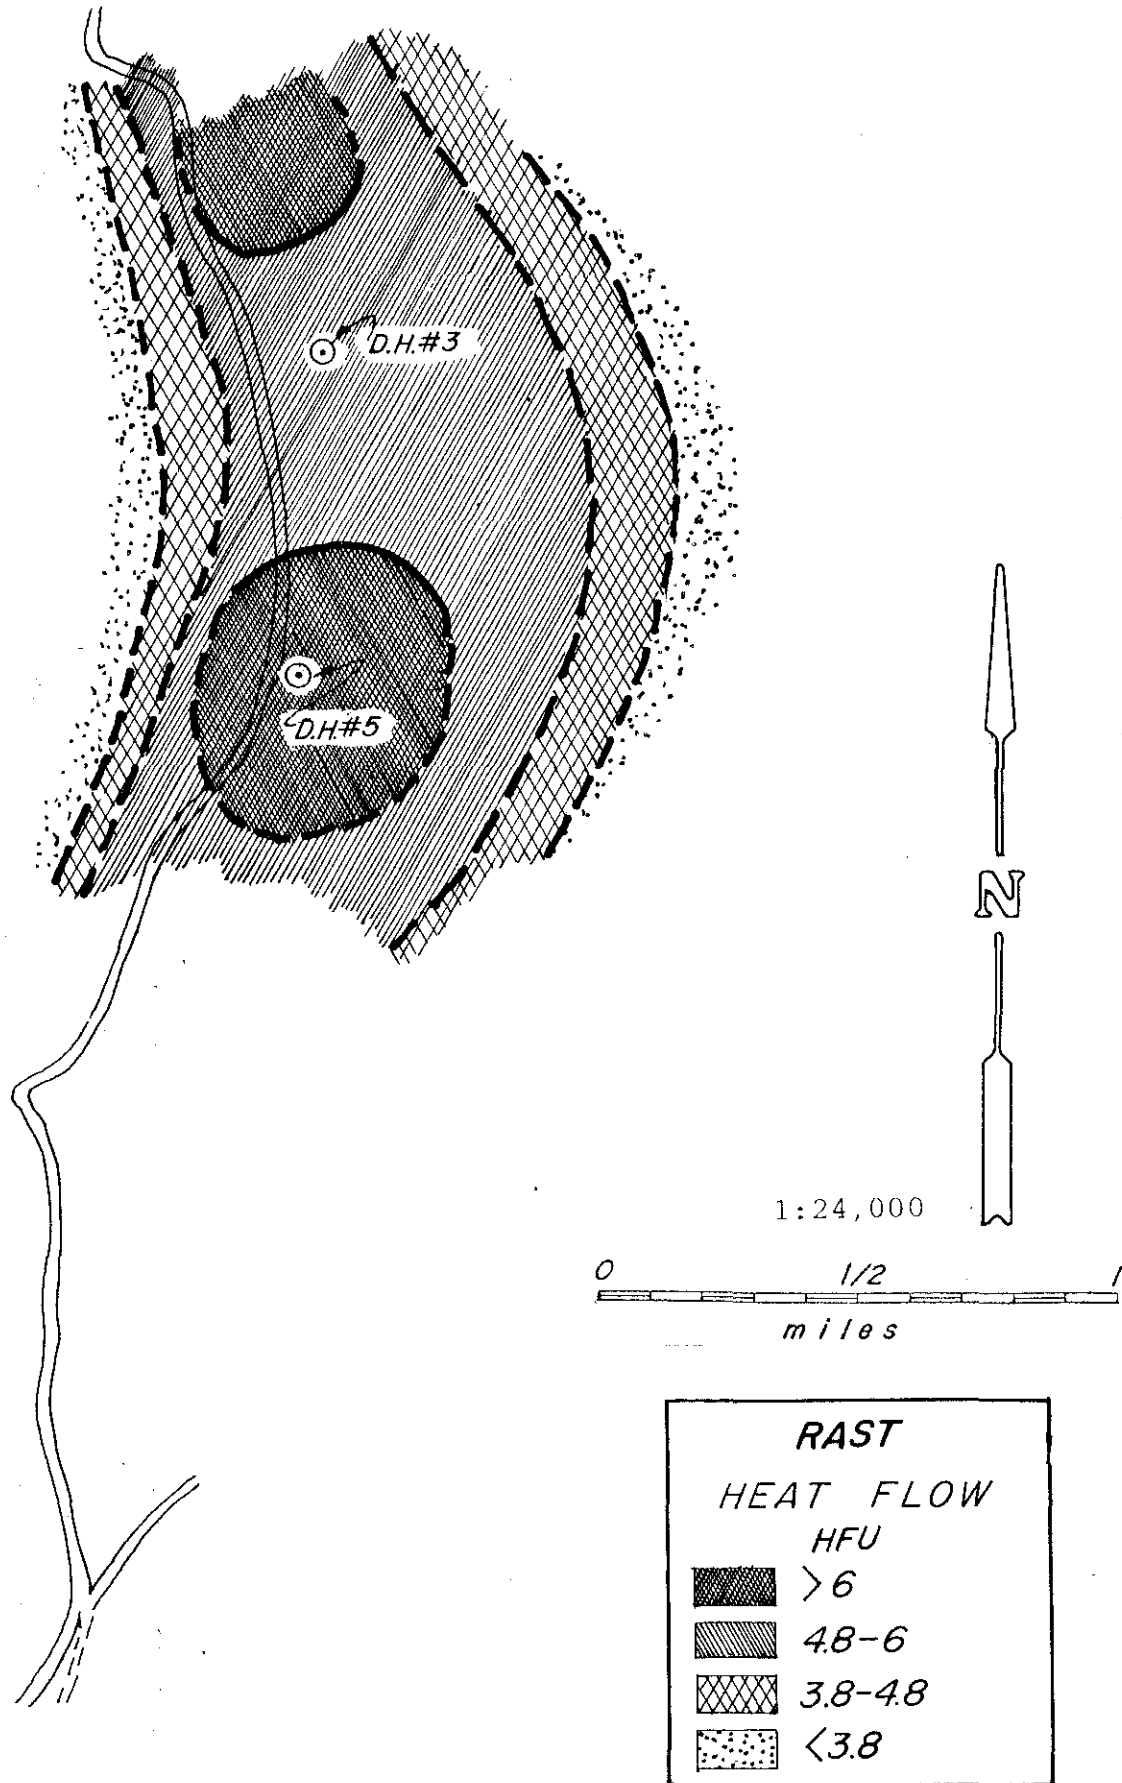 D.H.#3
D.H.#5
N
1:24,000
0 1/2 1
miles
RAST
HEAT FLOW
HFU
>6
4.8-6
3.8-4.8
<3.8